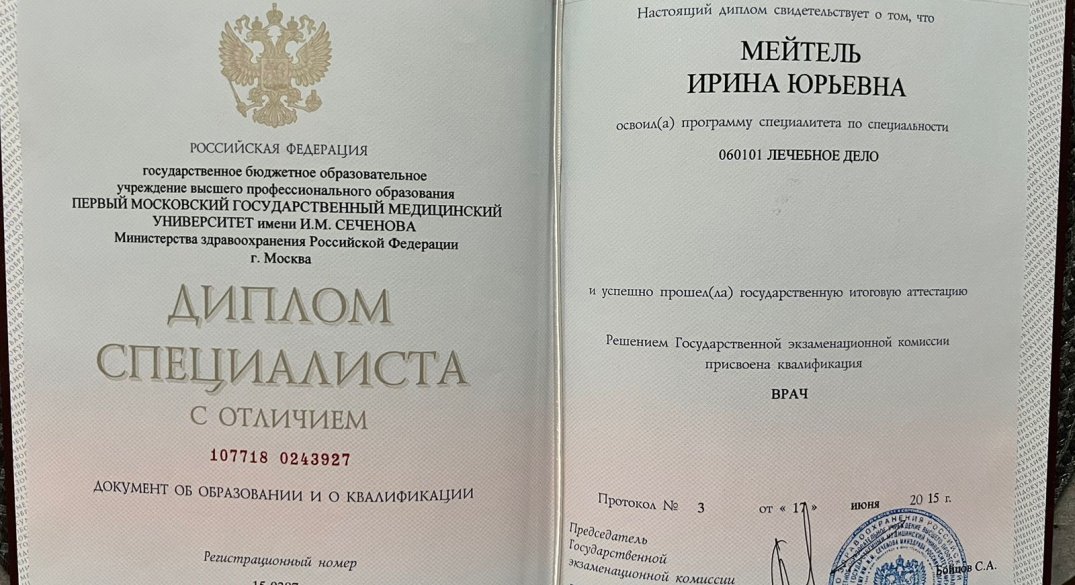 РОССИЙСКАЯ ФЕДЕРАЦИЯ
государственное бюджетное образовательное
учреждение высшего профессионального образования
ПЕРВЫЙ МОСКОВСКИЙ ГОСУДАРСТВЕННЫЙ МЕДИЦИНСКИЙ
УНИВЕРСИТЕТ имени И.М. СЕЧЕНОВА
Министерства здравоохранения Российской Федерации
г. Москва
ДИПЛОМ
СПЕЦИАЛИСТА
С ОТЛИЧИЕМ
107718 0243927
ДОКУМЕНТ ОБ ОБРАЗОВАНИИ И О КВАЛИФИКАЦИИ
Регистрационный номер
Настоящий диплом свидетельствует о том, что
МЕЙТЕЛЬ
ИРИНА ЮРЬЕВНА
освоил(а) программу специалитета по специальности
060101 ЛЕЧЕБНОЕ ДЕЛО
и успешно прошел(ла) государственную итоговую аттестацию
Решением Государственной экзаменационной комиссии
присвоена квалификация
ВРАЧ
Протокол № 3 от « 17 » июня 20 15 г.
Председатель
Государственной
экзаменационной комиссии
Бойцов С.А.